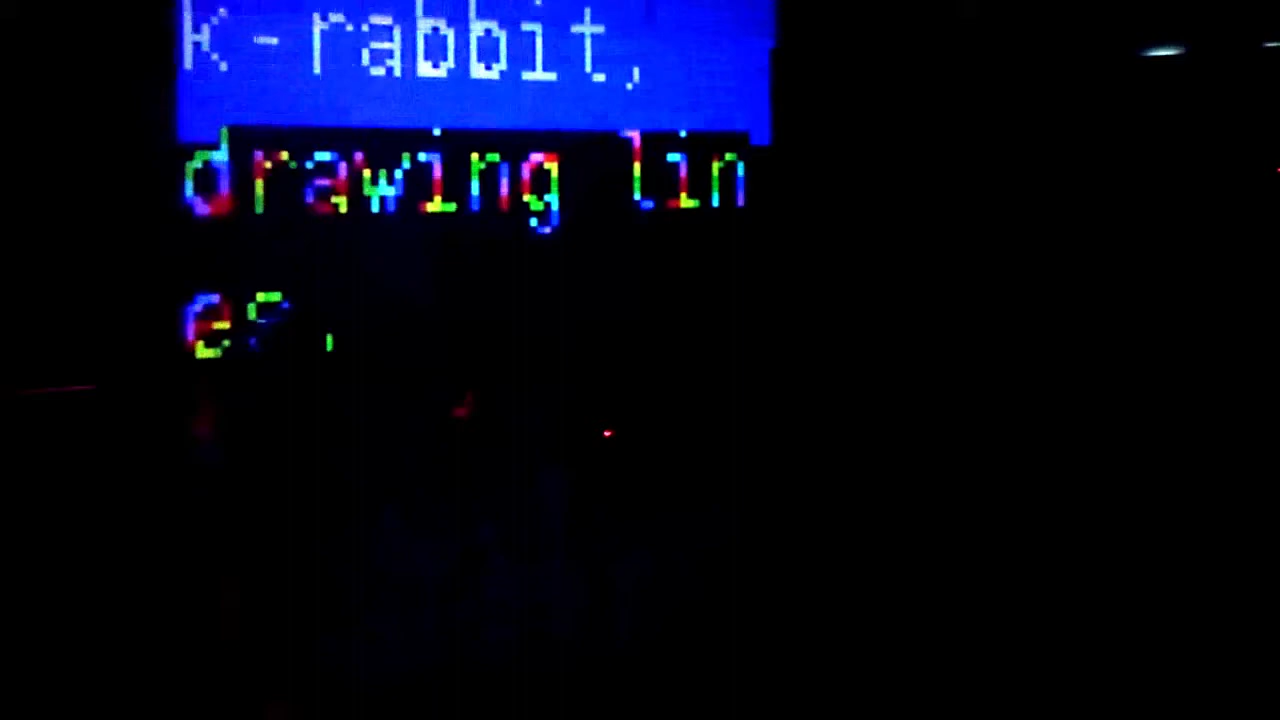 k-rabbit,
drawing lin
es,